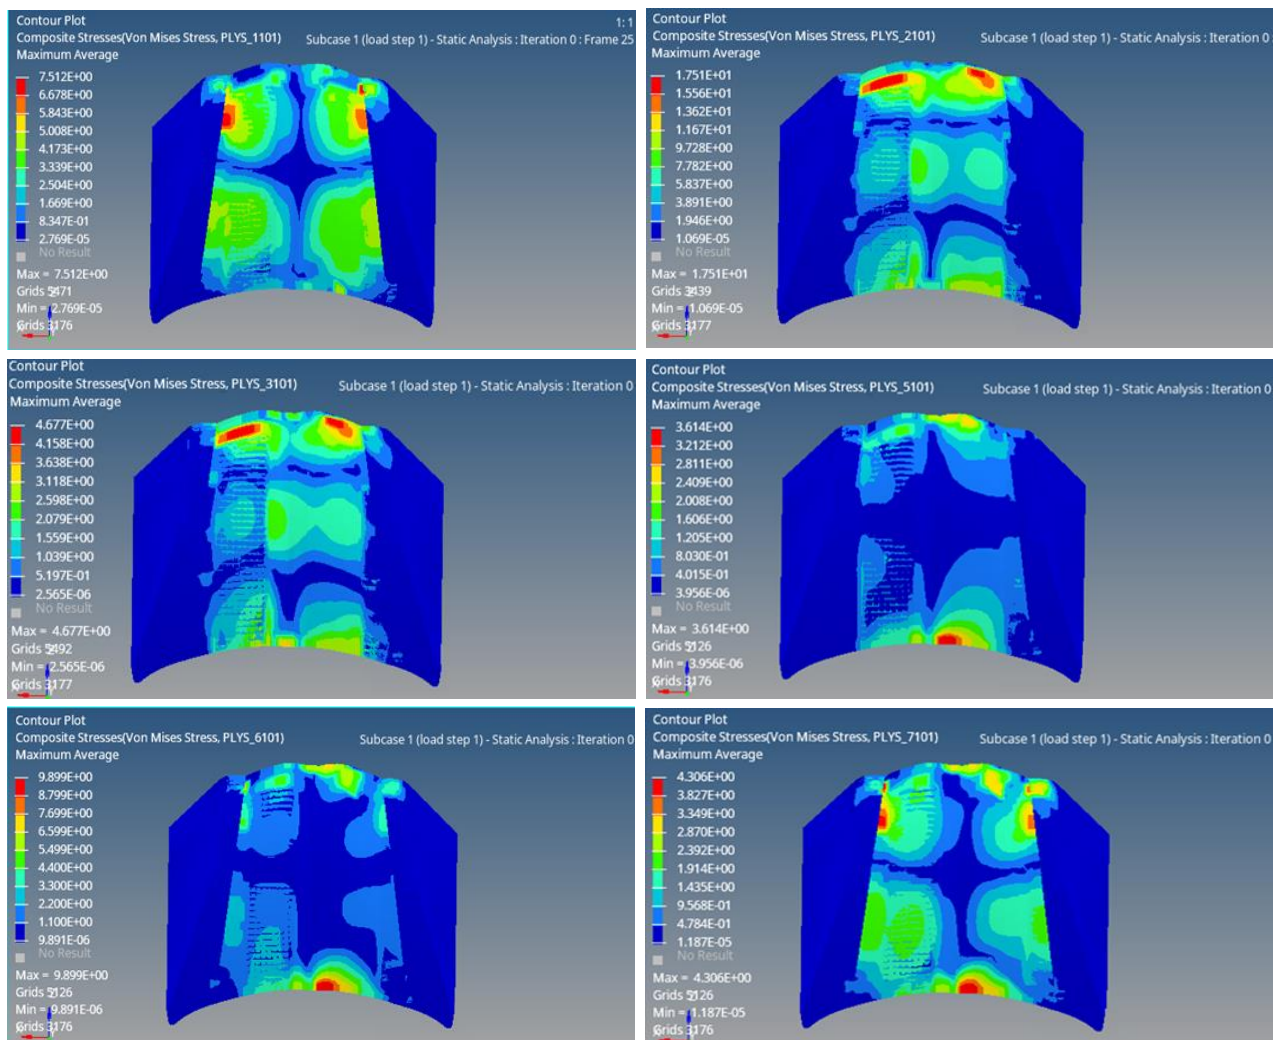 Contour Plot
1: 1
Composite Stresses(Von Mises Stress, PLYS_1101)
Subcase 1 (load step 1) - Static Analysis : Iteration 0 : Frame 25
Maximum Average
7.512E+00
6.678E+00
5.843E+00
5.008E+00
4.173E+00
3.339E+00
2.504E+00
1.669E+00
8.347E-01
2.769E-05
No Result
Max = 7.512E+00
Grids
Min = 2.769E-05
Grids 3176
Contour Plot
Composite Stresses(Von Mises Stress, PLYS_2101)
Subcase 1 (load step 1) - Static Analysis : Iteration 0
Maximum Average
1.751E+01
1.556E+01
1.362E+01
1.167E+01
9.728E+00
7.782E+00
5.837E+00
3.891E+00
1.946E+00
1.069E-05
No Result
Max = 1.751E+01
Grids
Min = 1.069E-05
Grids 3177
Contour Plot
Composite Stresses(Von Mises Stress, PLYS_3101)
Subcase 1 (load step 1) - Static Analysis : Iteration 0
Maximum Average
4.677E+00
4.158E+00
3.638E+00
3.118E+00
2.598E+00
2.079E+00
1.559E+00
1.039E+00
5.197E-01
2.565E-06
No Result
Max = 4.677E+00
Grids
Min = 2.565E-06
Grids 3177
Contour Plot
Composite Stresses(Von Mises Stress, PLYS_5101)
Subcase 1 (load step 1) - Static Analysis : Iteration 0
Maximum Average
3.614E+00
3.212E+00
2.811E+00
2.409E+00
2.008E+00
1.606E+00
1.205E+00
8.030E-01
4.015E-01
3.956E-06
No Result
Max = 3.614E+00
Grids
Min = 3.956E-06
Grids 3176
Contour Plot
Composite Stresses(Von Mises Stress, PLYS_6101)
Subcase 1 (load step 1) - Static Analysis : Iteration 0
Maximum Average
9.899E+00
8.799E+00
7.699E+00
6.599E+00
5.499E+00
4.400E+00
3.300E+00
2.200E+00
1.100E+00
9.891E-06
No Result
Max = 9.899E+00
Grids
Min = 9.891E-06
Grids 3176
Contour Plot
Composite Stresses(Von Mises Stress, PLYS_7101)
Subcase 1 (load step 1) - Static Analysis : Iteration 0
Maximum Average
4.306E+00
3.827E+00
3.349E+00
2.870E+00
2.392E+00
1.914E+00
1.435E+00
9.568E-01
4.784E-01
1.187E-05
No Result
Max = 4.306E+00
Grids
Min = 1.187E-05
Grids 3176